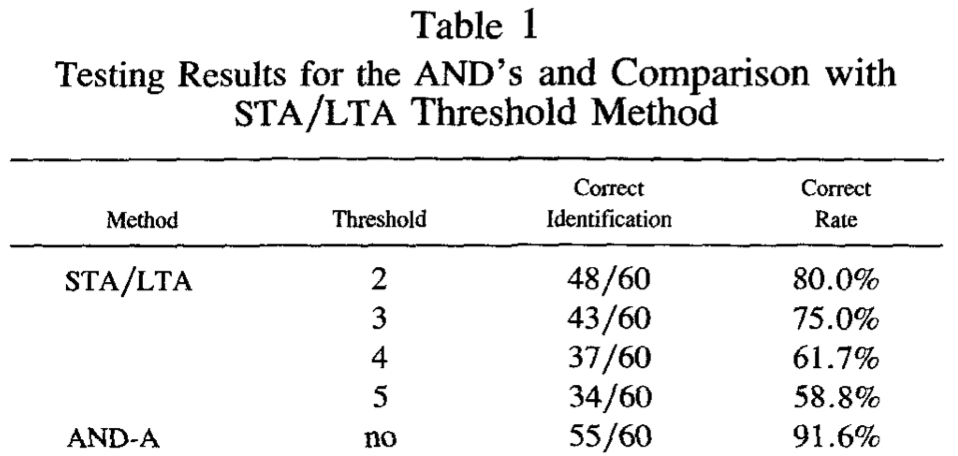 Table 1
Testing Results for the AND's and Comparison with
STA/LTA Threshold Method
Method Threshold Correct Identification Correct Rate
STA/LTA 2 48/60 80.0%
3 43/60 75.0%
4 37/60 61.7%
5 34/60 58.8%
AND-A no 55/60 91.6%